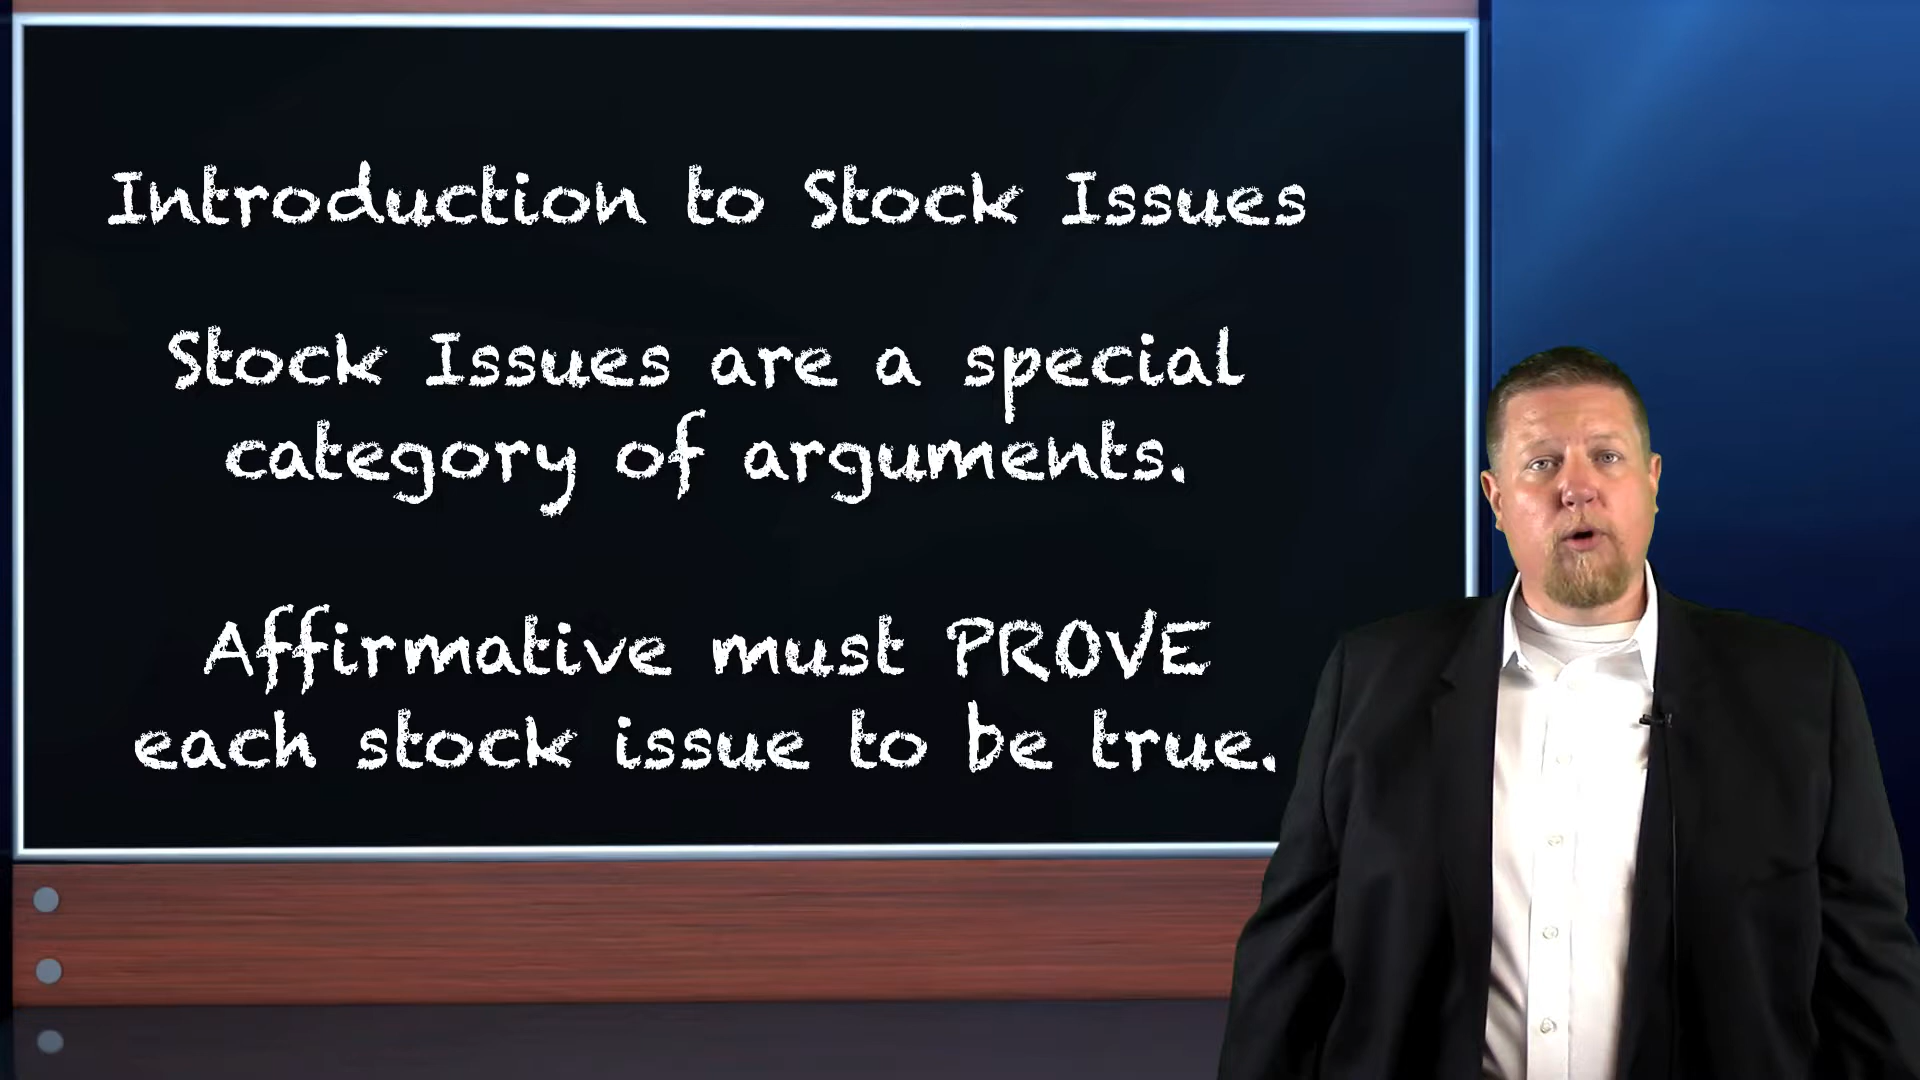 Introduction to Stock Issues
Stock Issues are a special
category of arguments.
Affirmative must PROVE
each stock issue to be true.